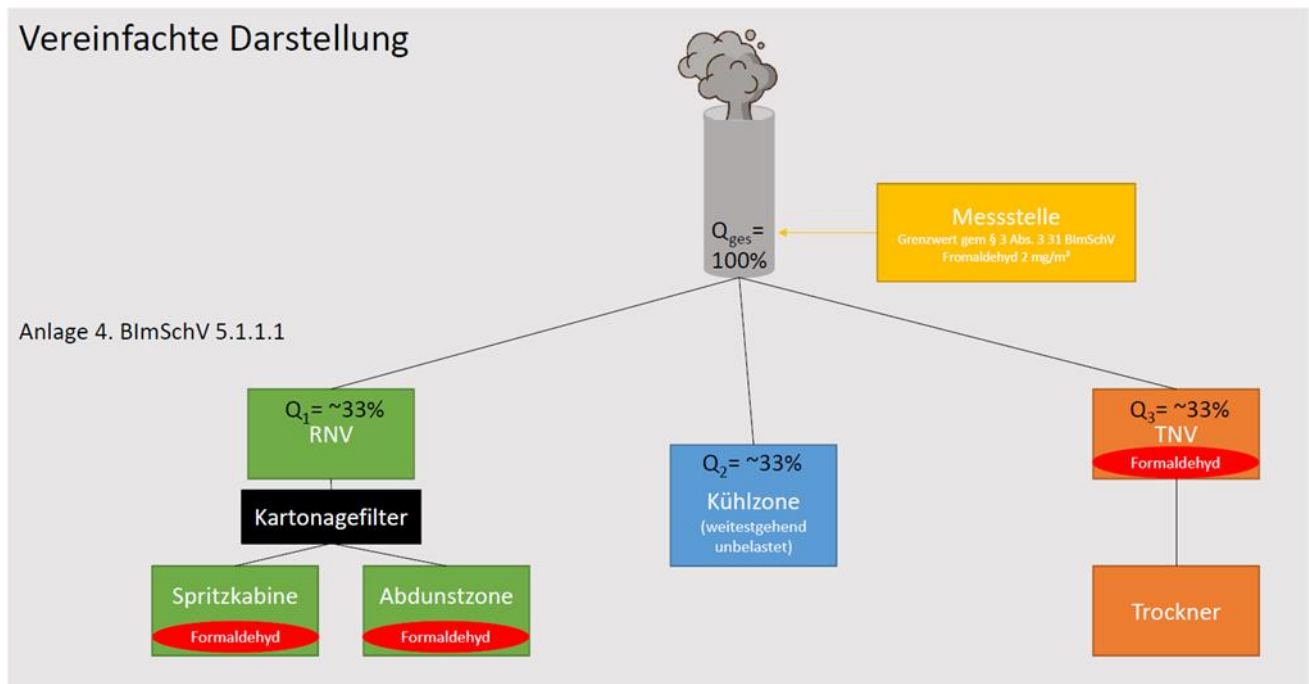 Vereinfachte Darstellung
Qges=
100%
Messstelle
Grenzwert gem § 3 Abs. 3 31 BImSchV
Fromaldehyd 2 mg/m³
Anlage 4. BImSchV 5.1.1.1
Q1= ~33%
RNV
Kartonagefilter
Spritzkabine
Formaldehyd
Abdunstzone
Formaldehyd
Q2= ~33%
Kühlzone
(weitestgehend
unbelastet)
Q3= ~33%
TNV
Formaldehyd
Trockner